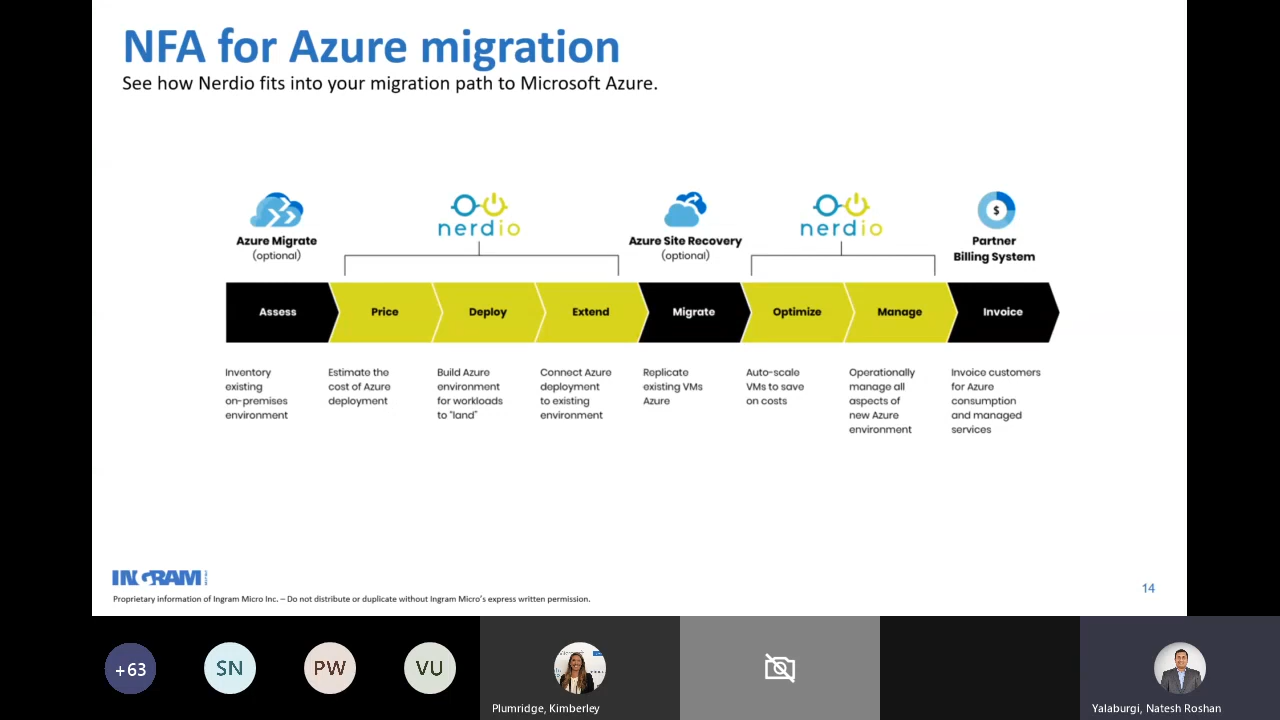 NFA for Azure migration
See how Nerdio fits into your migration path to Microsoft Azure.
Azure Migrate
(optional)
nerdio
Azure Site Recovery
(optional)
nerdio
$
Partner
Billing System
Assess
Price
Deploy
Extend
Migrate
Optimize
Manage
Invoice
Inventory
existing
on-premises
environment
Estimate the
cost of Azure
deployment
Build Azure
environment
for workloads
to "land"
Connect Azure
deployment
to existing
environment
Replicate
existing VMs
Azure
Auto-scale
VMs to save
on costs
Operationally
manage all
aspects of
new Azure
environment
Invoice customers
for Azure
consumption
and managed
services
INGRAM
Proprietary information of Ingram Micro Inc. – Do not distribute or duplicate without Ingram Micro's express written permission.
14
+63
SN
PW
VU
Plumridge, Kimberley
Yalaburgi, Natesh Roshan